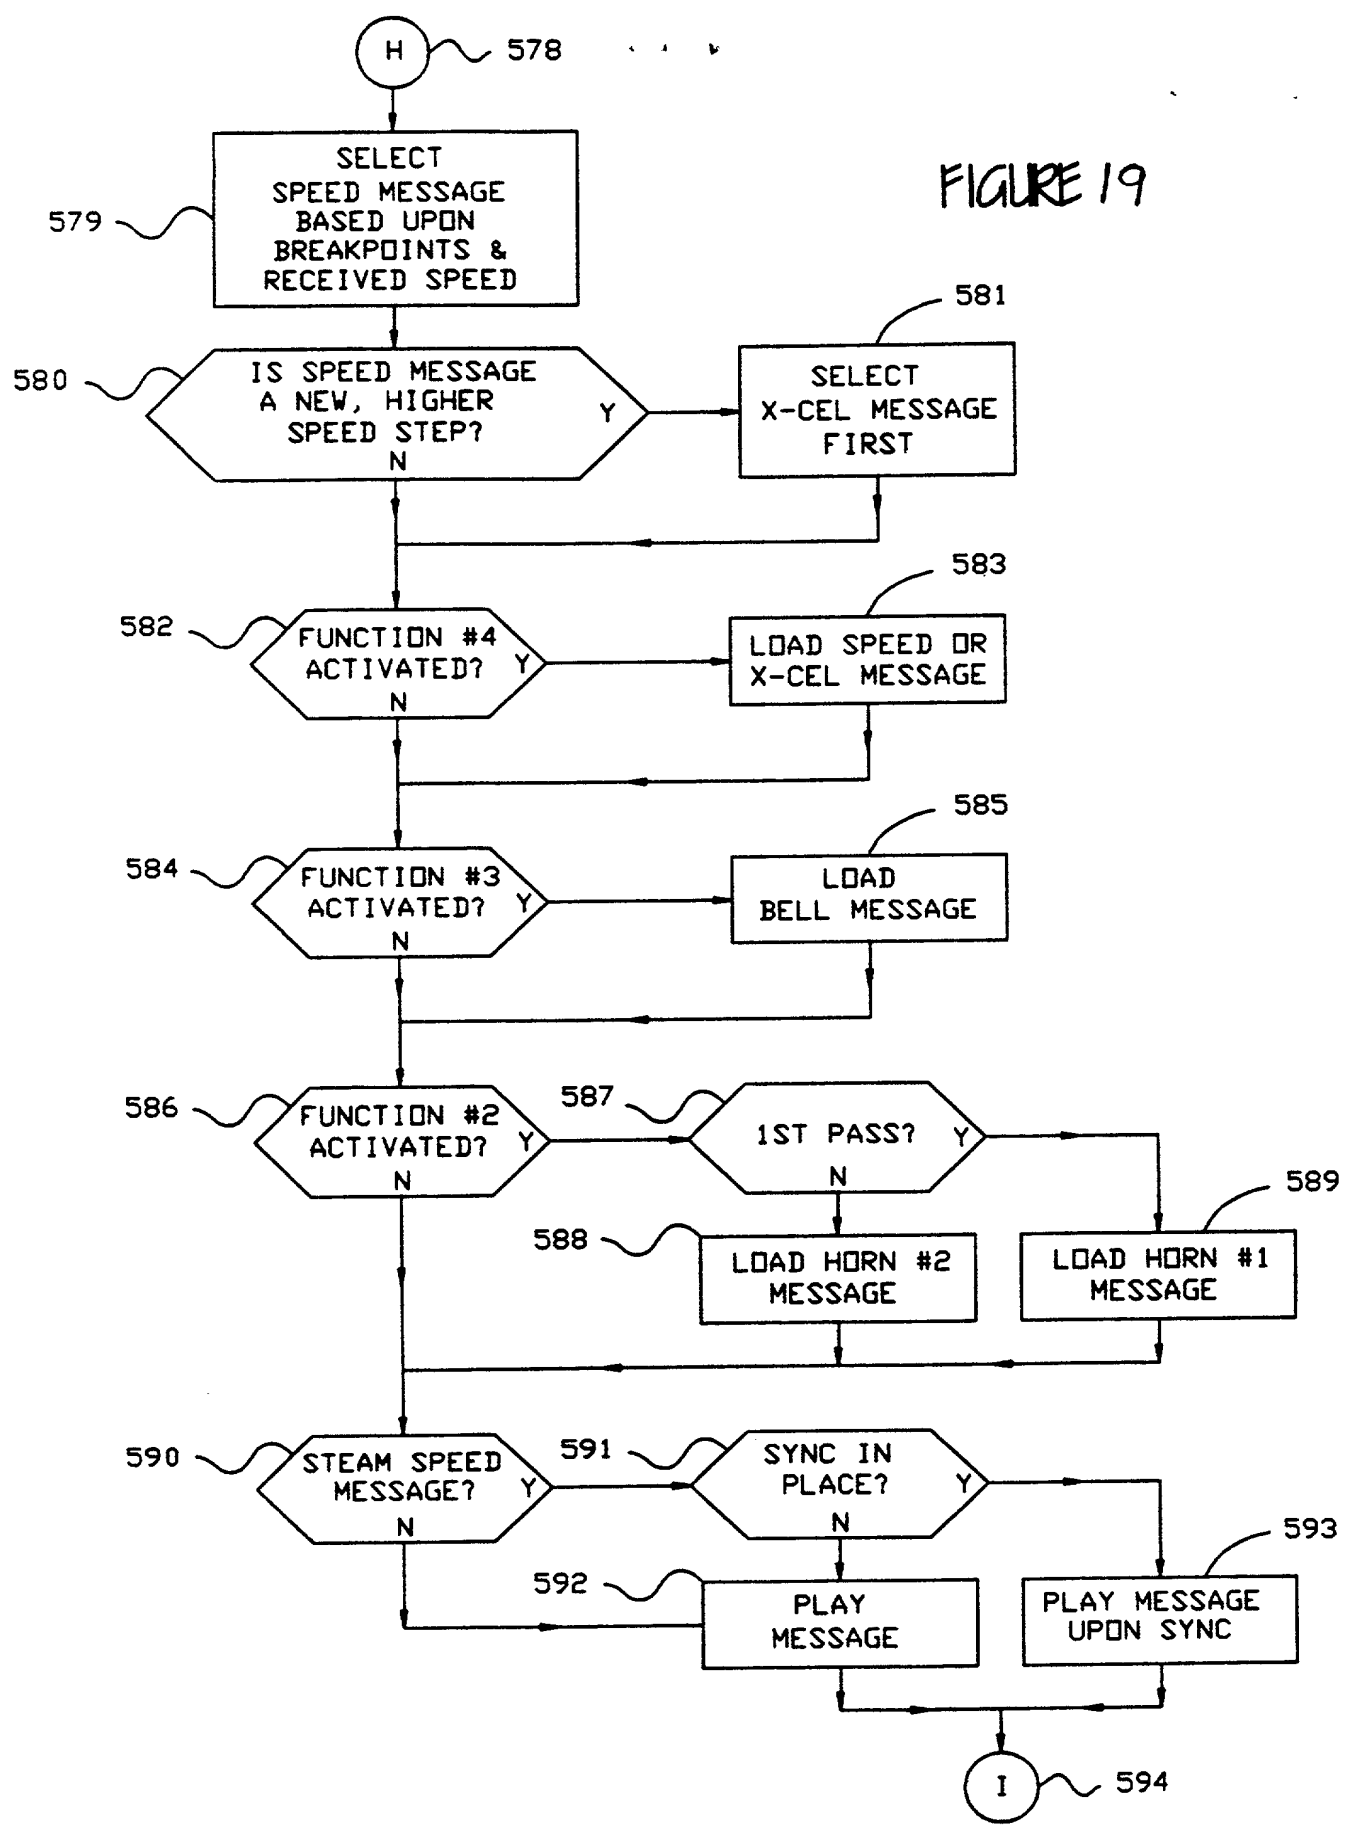 H
578
FIGURE 19
579
SELECT
SPEED MESSAGE
BASED UPON
BREAKPOINTS &
RECEIVED SPEED
580
IS SPEED MESSAGE
A NEW, HIGHER
SPEED STEP?
Y
N
581
SELECT
X-CEL MESSAGE
FIRST
582
FUNCTION #4
ACTIVATED?
Y
N
583
LOAD SPEED OR
X-CEL MESSAGE
584
FUNCTION #3
ACTIVATED?
Y
N
585
LOAD
BELL MESSAGE
586
FUNCTION #2
ACTIVATED?
Y
N
587
1ST PASS?
Y
N
588
LOAD HORN #2
MESSAGE
589
LOAD HORN #1
MESSAGE
590
STEAM SPEED
MESSAGE?
Y
N
591
SYNC IN
PLACE?
Y
N
592
PLAY
MESSAGE
593
PLAY MESSAGE
UPON SYNC
I
594